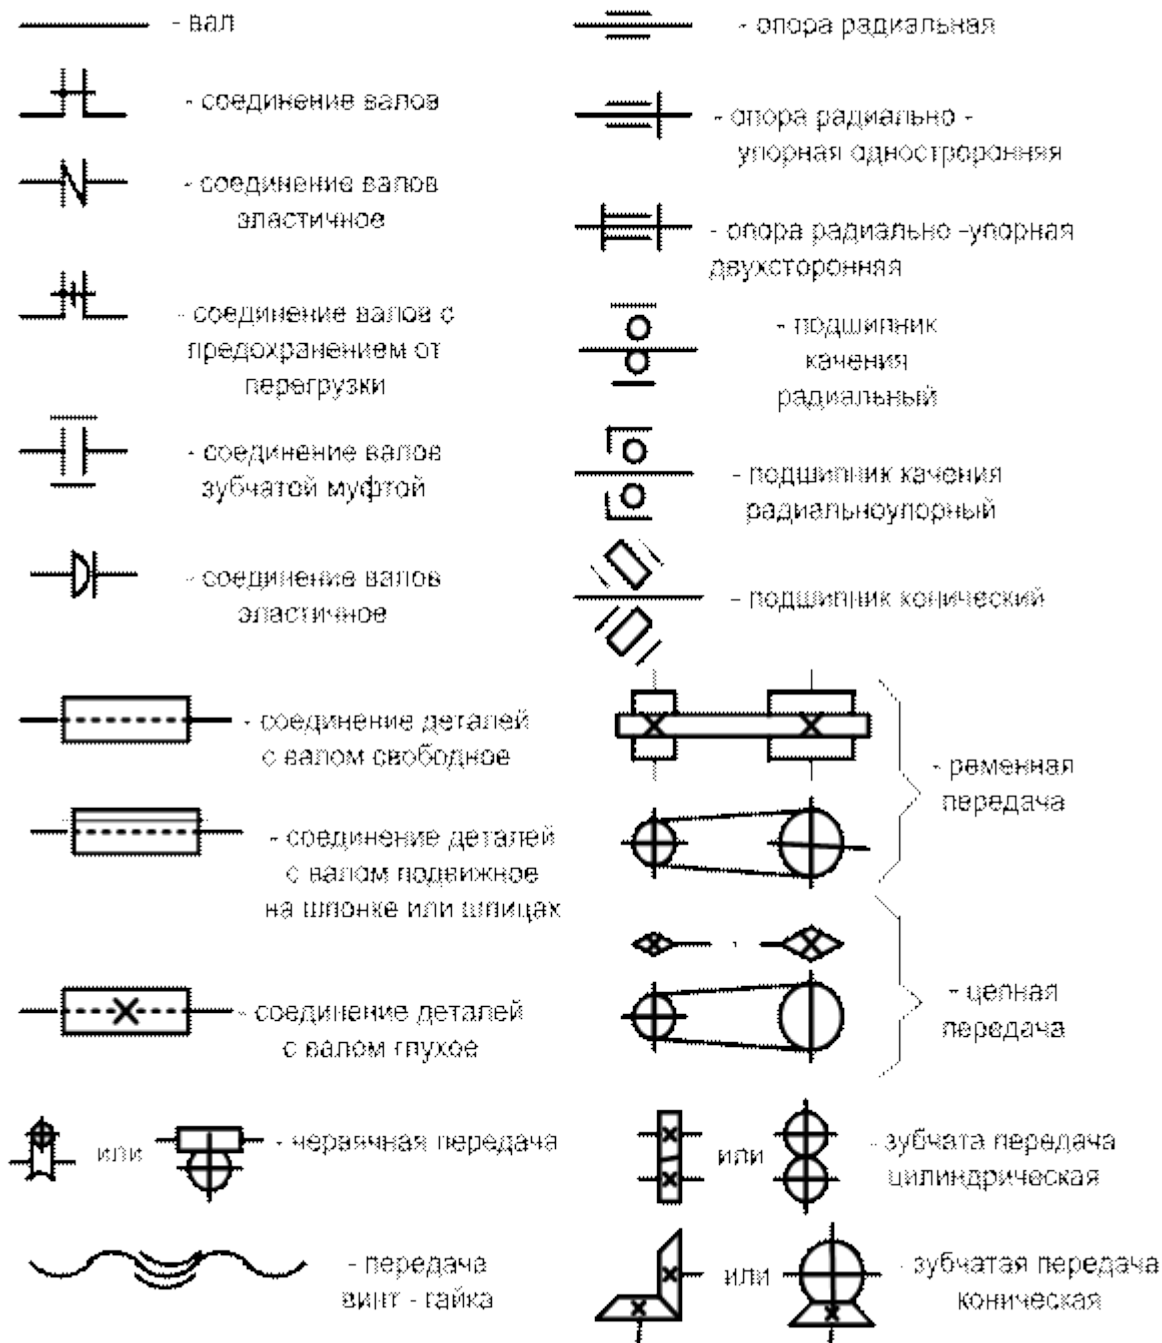 - вал
- соединение валов
- соединение валов
эластичное
- соединение валов с
предохранением от
перегрузки
- соединение валов
зубчатой муфтой
- соединение валов
эластичное
- соединение деталей
с валом свободное
- соединение деталей
с валом подвижное
на шпонке или шлицах
- соединение деталей
с валом глухое
или
- червячная передача
- передача
винт - гайка
- опора радиальная
- опора радиально -
упорная одностроронняя
- опора радиально -упорная
двухсторонняя
- подшипник
качения
радиальный
- подшипник качения
радиальноупорный
- подшипник конический
- ременная
передача
- цепная
передача
или
- зубчата передача
цилиндрическая
или
- зубчатая передача
коническая